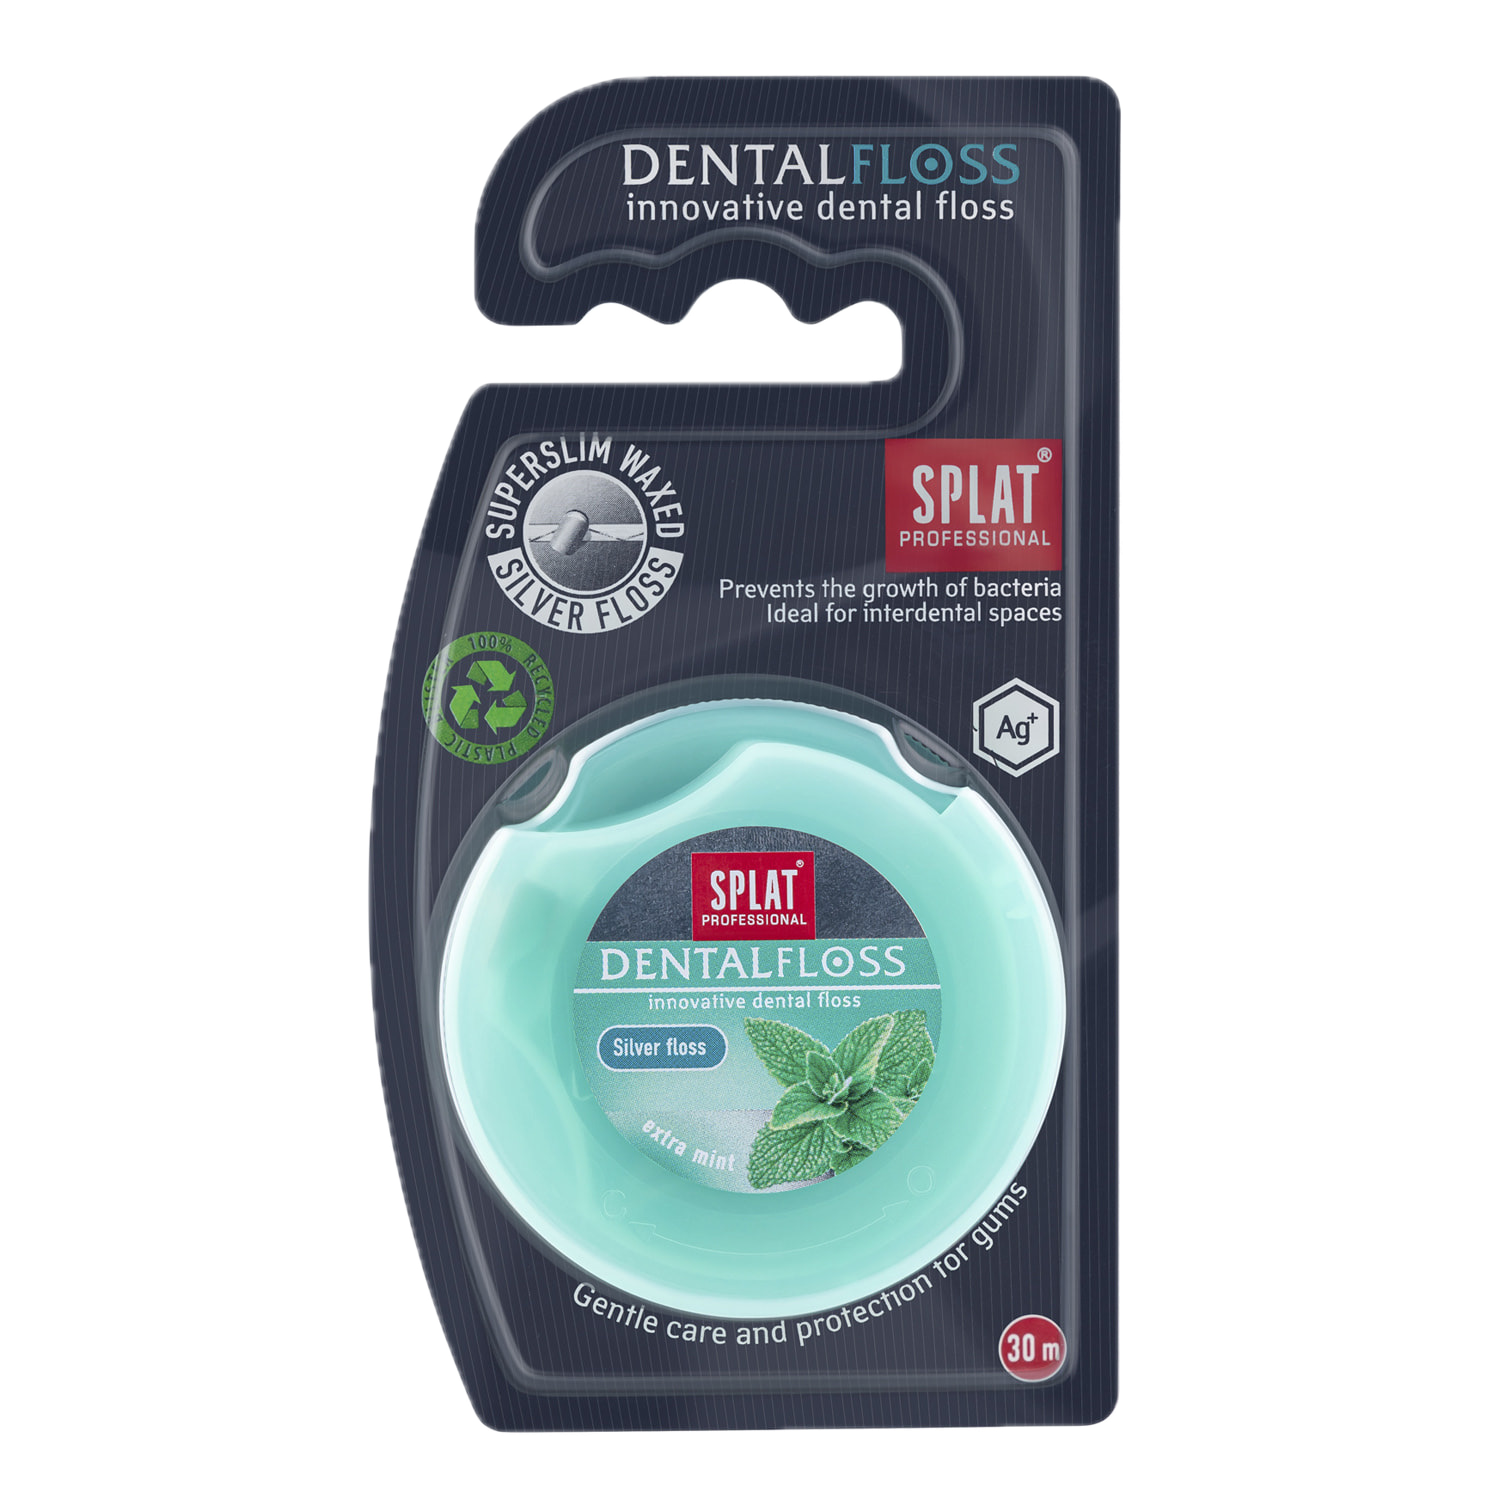 DENTALFLOSS
innovative dental floss
SUPERSLIM WAXED
SILVER FLOSS
SPLAT®
PROFESSIONAL
Prevents the growth of bacteria
Ideal for interdental spaces
100% RECYCLED PLASTIC
Ag+
SPLAT®
PROFESSIONAL
DENTALFLOSS
innovative dental floss
Silver floss
extra mint
Gentle care and protection for gums
30 m